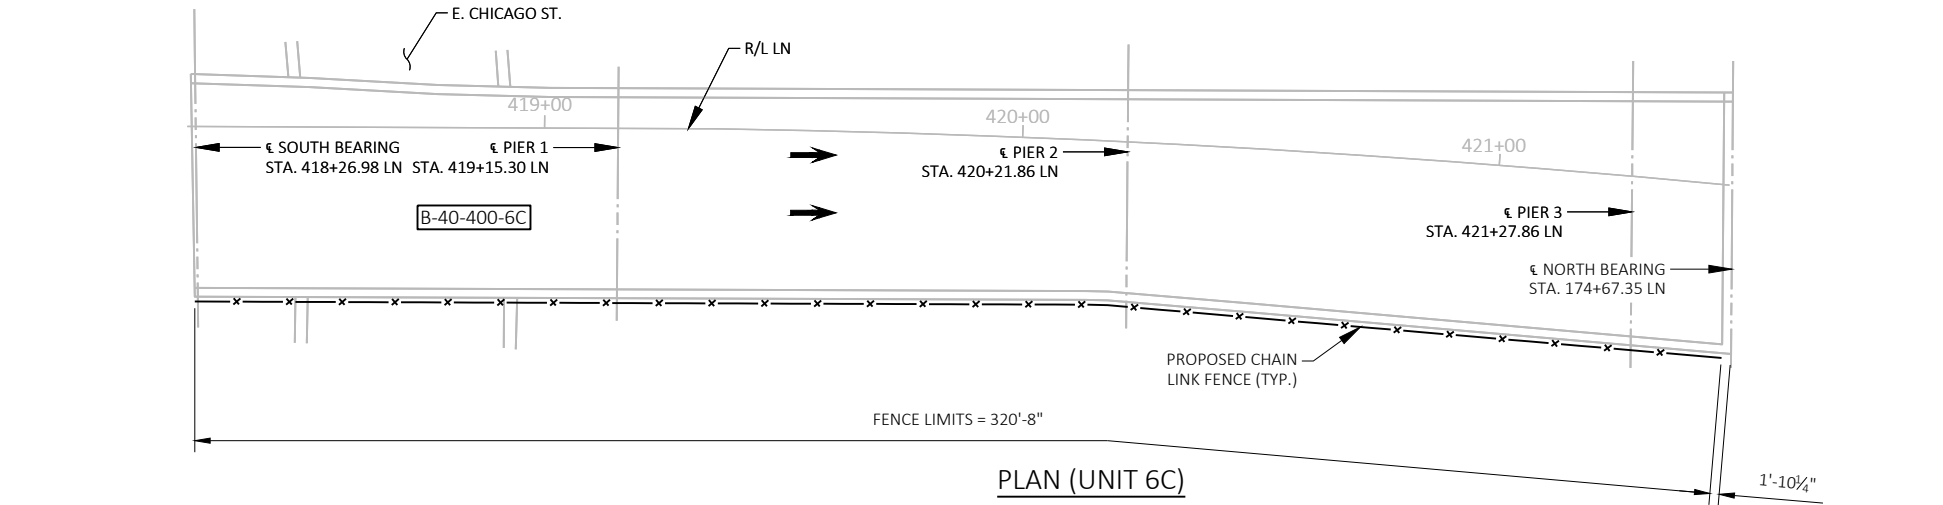 E. CHICAGO ST.
R/L LN
419+00
420+00
421+00
℄ SOUTH BEARING
STA. 418+26.98 LN
℄ PIER 1
STA. 419+15.30 LN
℄ PIER 2
STA. 420+21.86 LN
B-40-400-6C
℄ PIER 3
STA. 421+27.86 LN
℄ NORTH BEARING
STA. 174+67.35 LN
PROPOSED CHAIN
LINK FENCE (TYP.)
FENCE LIMITS = 320'-8"
PLAN (UNIT 6C)
1'-10¼"